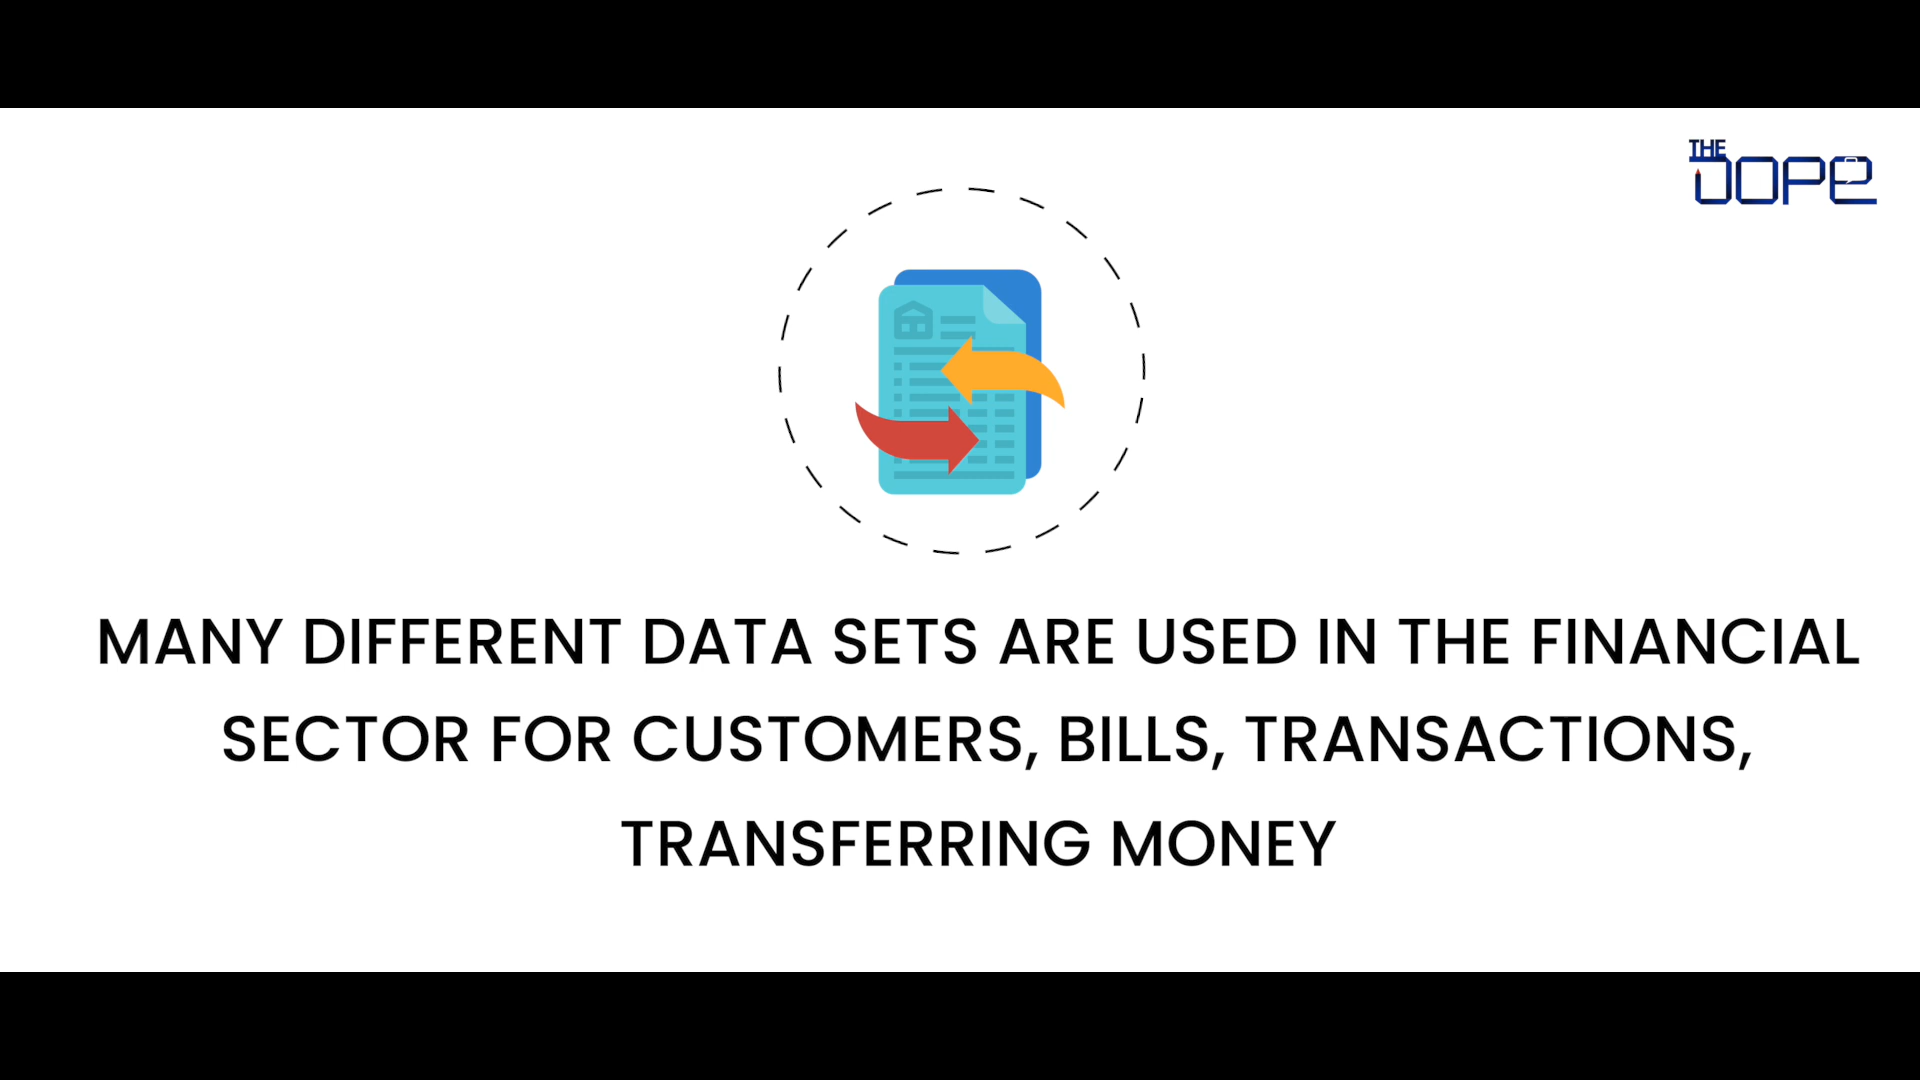 THE
DOPE
MANY DIFFERENT DATA SETS ARE USED IN THE FINANCIAL
SECTOR FOR CUSTOMERS, BILLS, TRANSACTIONS,
TRANSFERRING MONEY